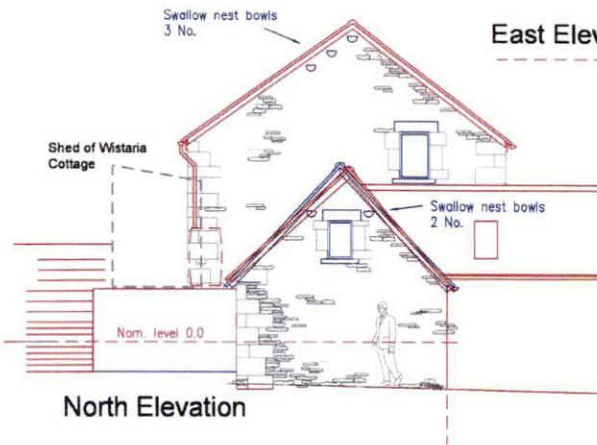 Swallow nest bowls
3 No.
East Elev
Shed of Wistaria
Cottage
Swallow nest bowls
2 No.
Nom. level 0.0
North Elevation